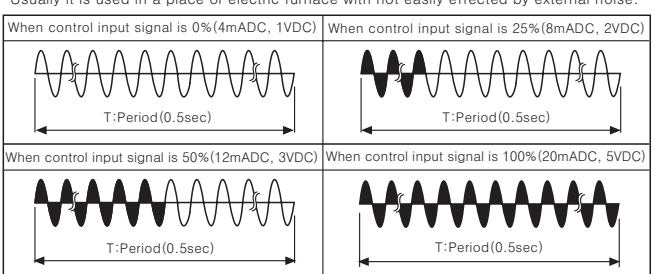 Usually it is used in a place or electric furnace with not easily effected by external noise.
When control input signal is 0%(4mADC, 1VDC)
When control input signal is 25%(8mADC, 2VDC)
T:Period(0.5sec)
T:Period(0.5sec)
When control input signal is 50%(12mADC, 3VDC)
When control input signal is 100%(20mADC, 5VDC)
T:Period(0.5sec)
T:Period(0.5sec)